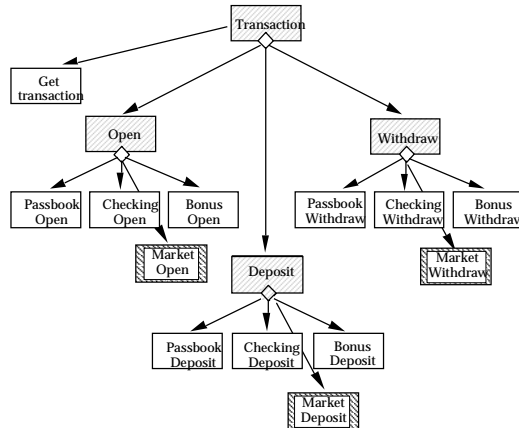 Transaction
Get
transaction
Open
Withdraw
Passbook
Open
Checking
Open
Bonus
Open
Passbook
Withdraw
Checking
Withdraw
Bonus
Withdraw
Market
Open
Market
Withdraw
Deposit
Passbook
Deposit
Checking
Deposit
Bonus
Deposit
Market
Deposit